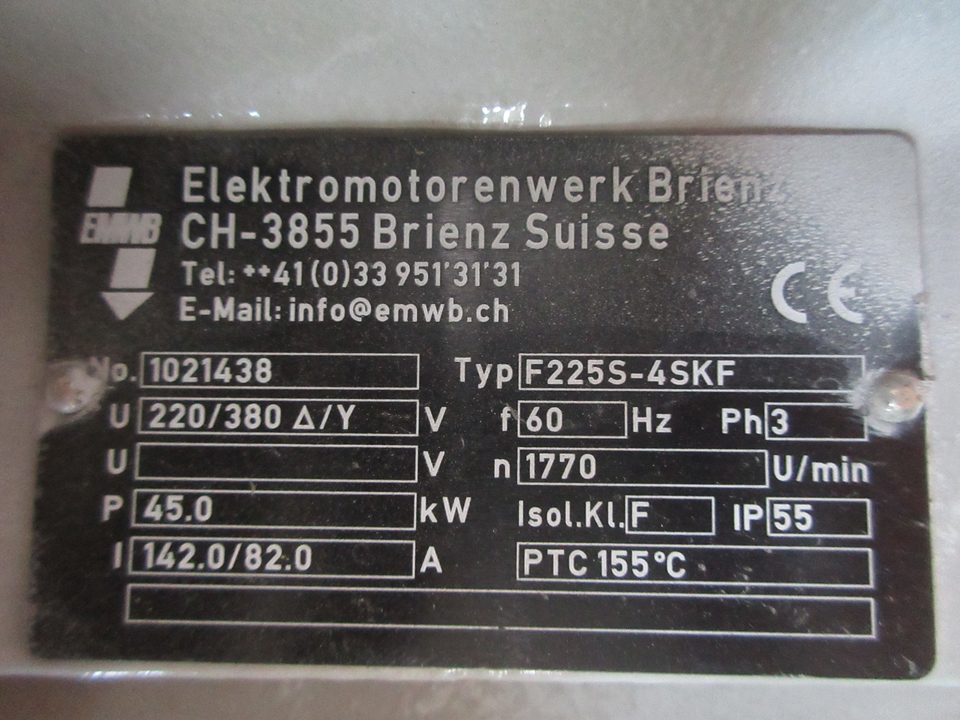 Elektromotorenwerk Brienz
EMWB
CH-3855 Brienz Suisse
Tel: ++41(0)33 951'31'31
E-Mail: info@emwb.ch
CE
No. 1021438 Typ F225S-4SKF
U 220/380 Δ/Y V f 60 Hz Ph 3
U V n 1770 U/min
P 45.0 kW Isol.Kl. F IP 55
I 142.0/82.0 A PTC 155°C